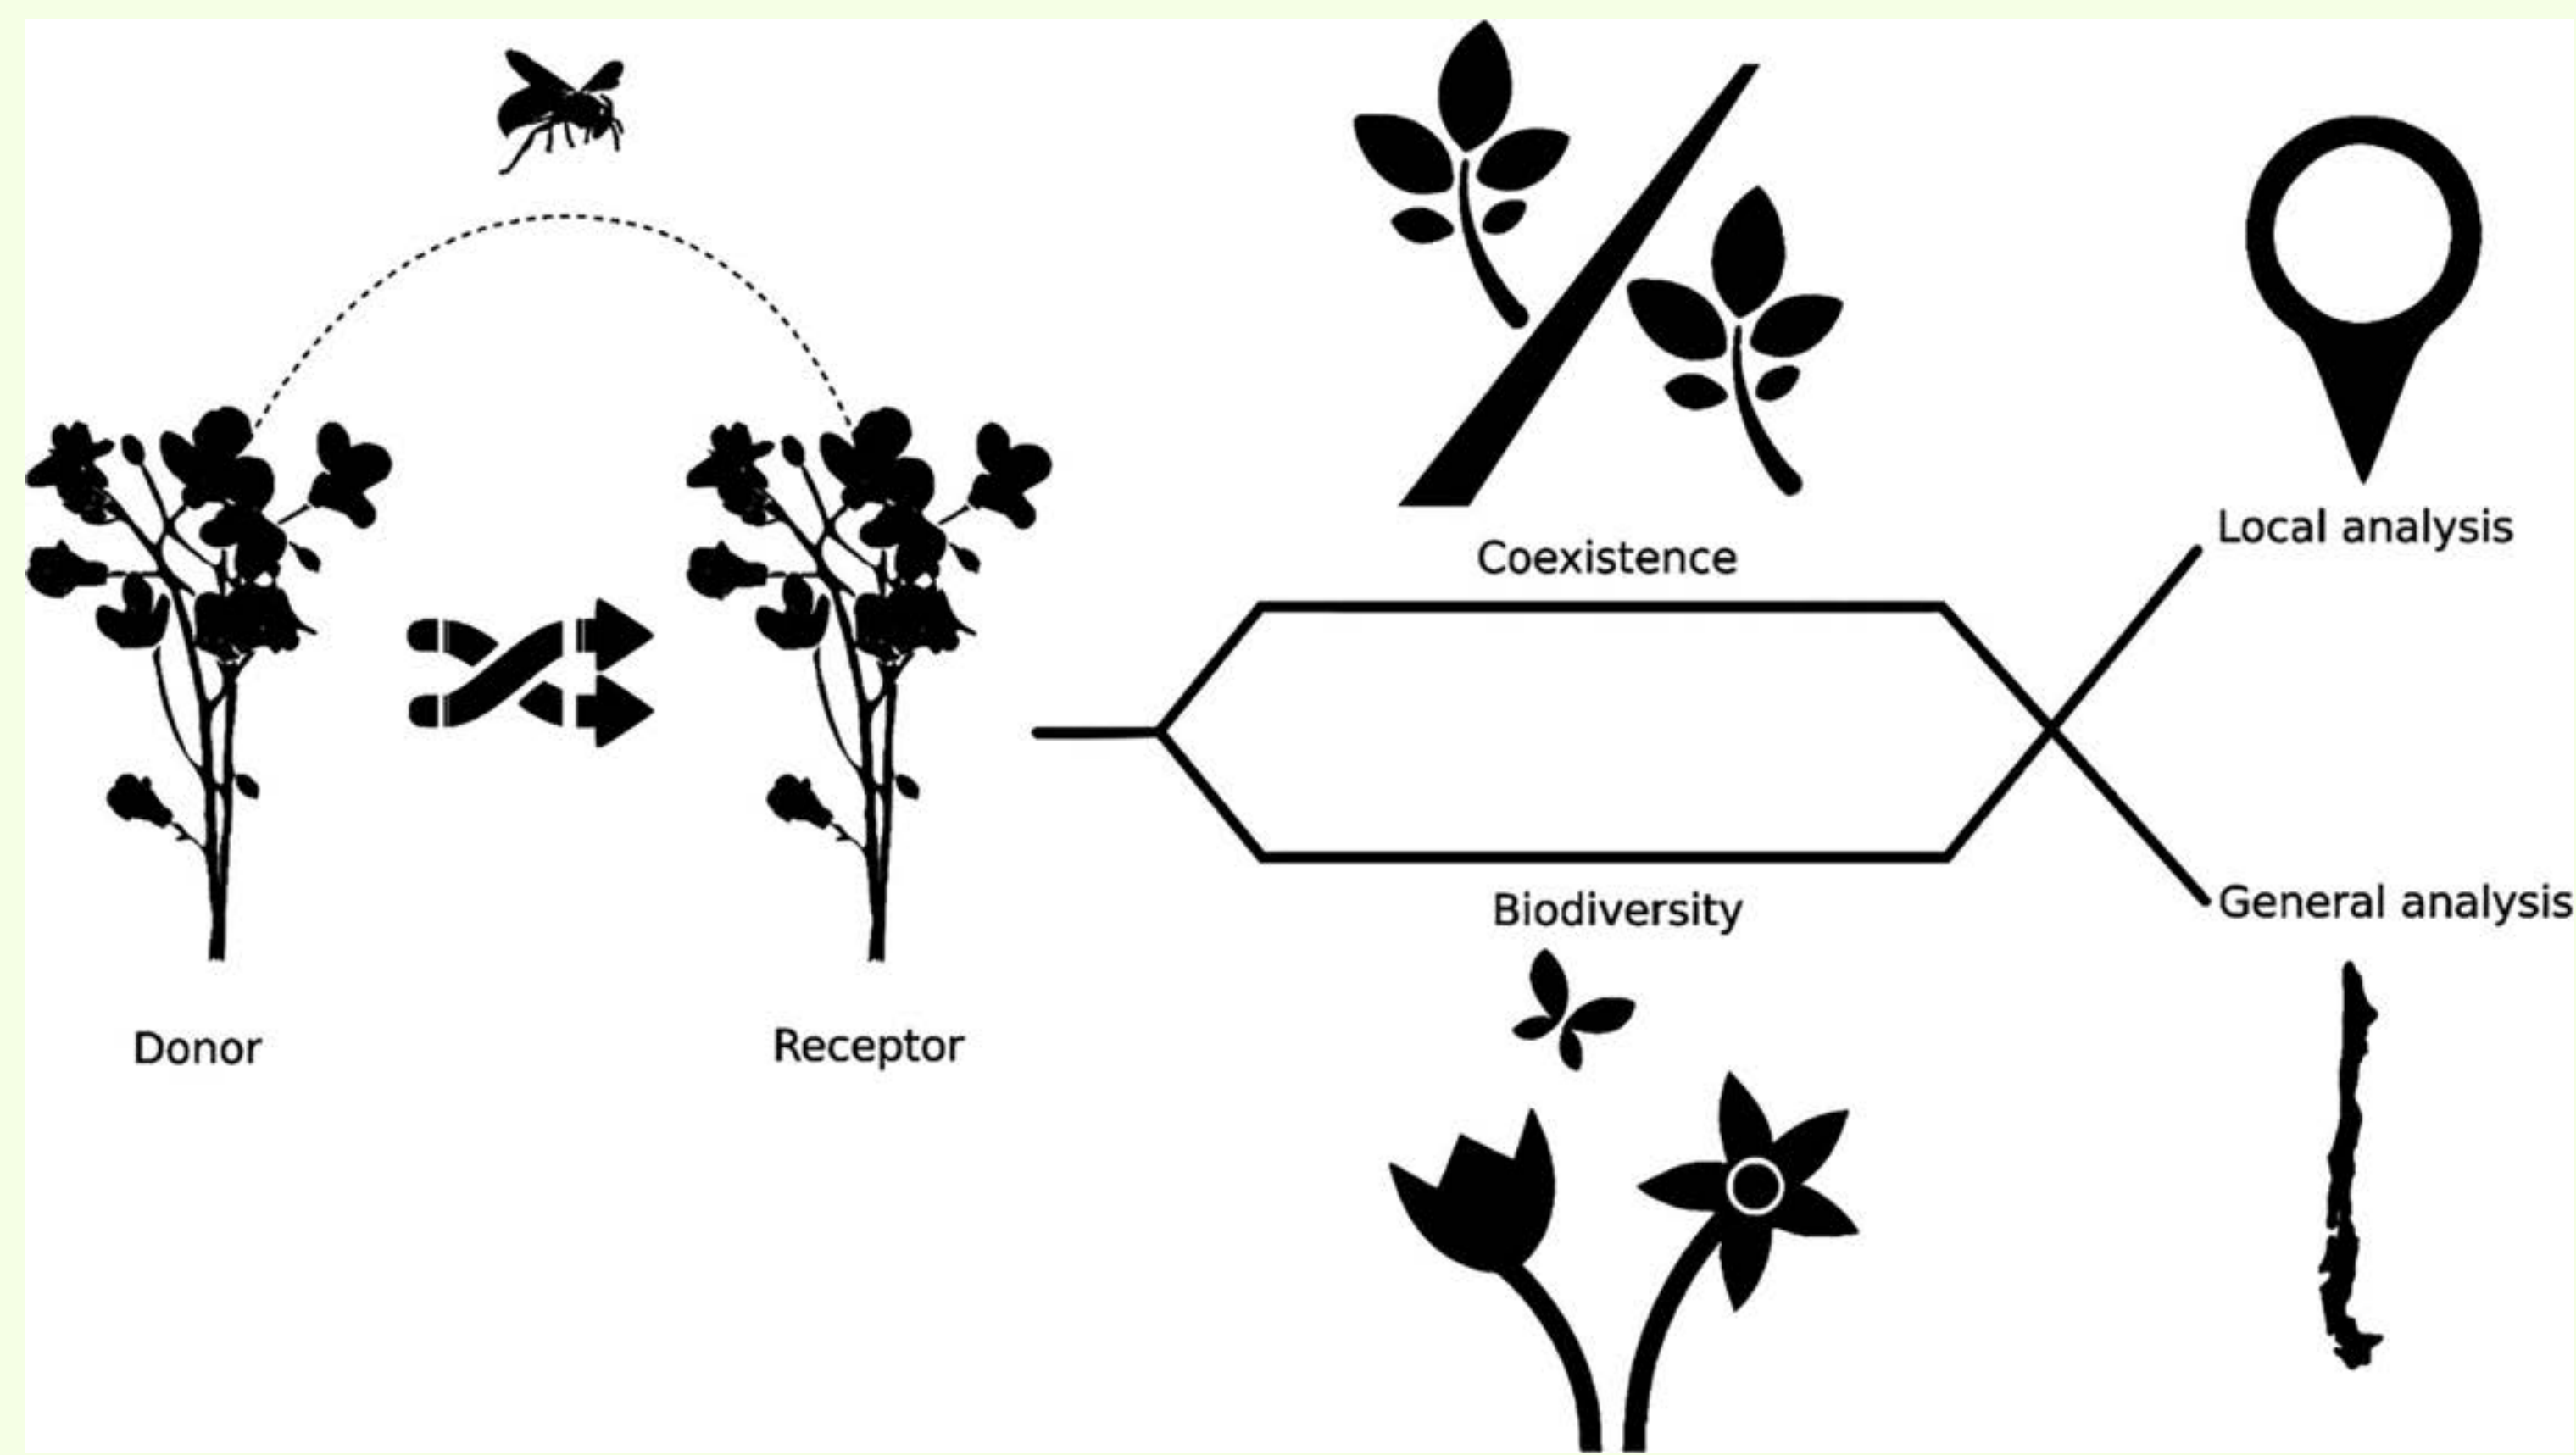 Coexistence
Local analysis
Biodiversity
General analysis
Donor
Receptor